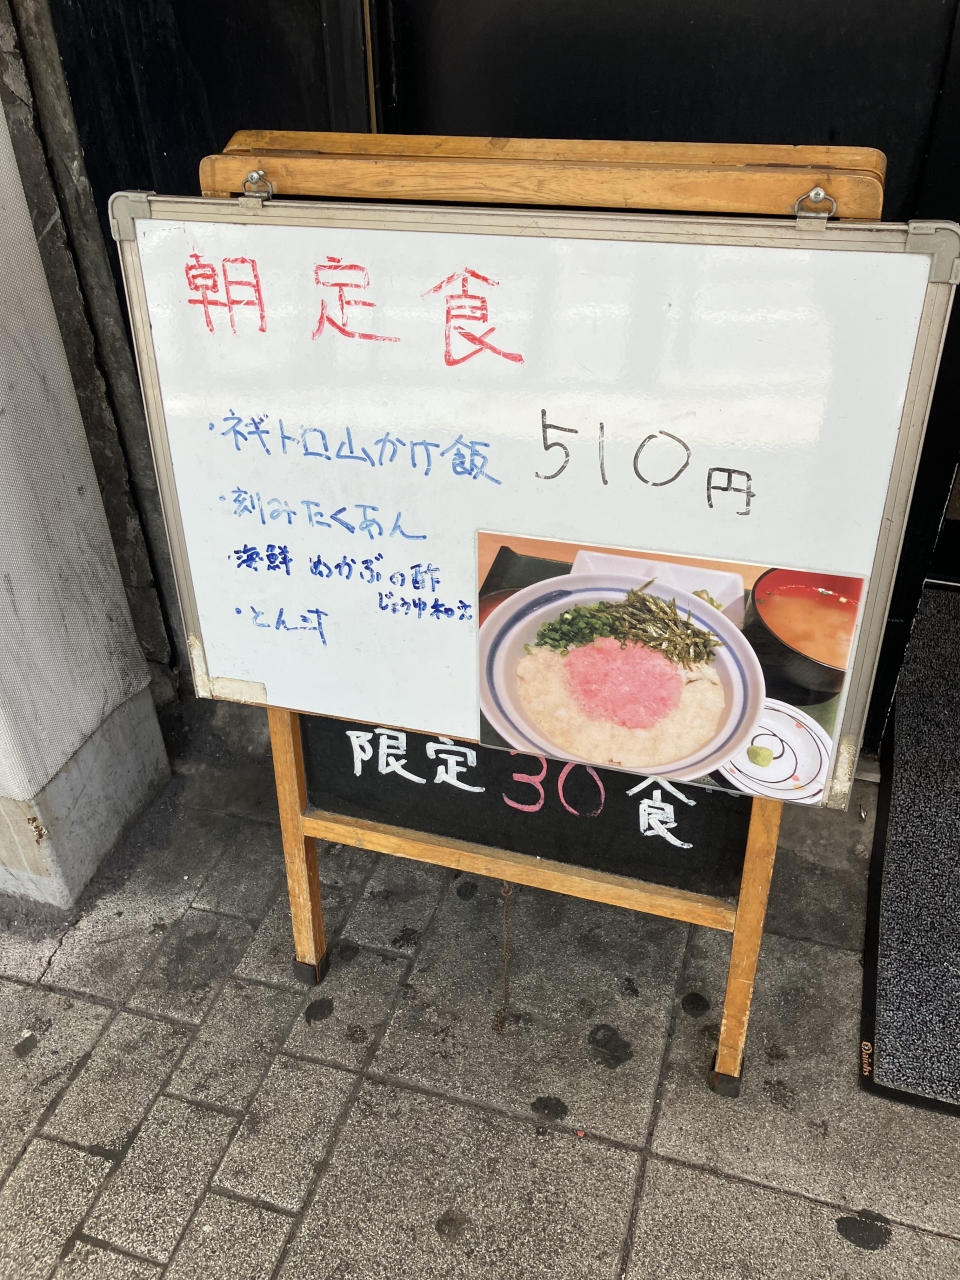 朝定食
・ネギトロ山かけ飯 510円
・刻みたくあん
・海鮮めかぶの酢
じょうゆ和え
・とん汁
限定30食